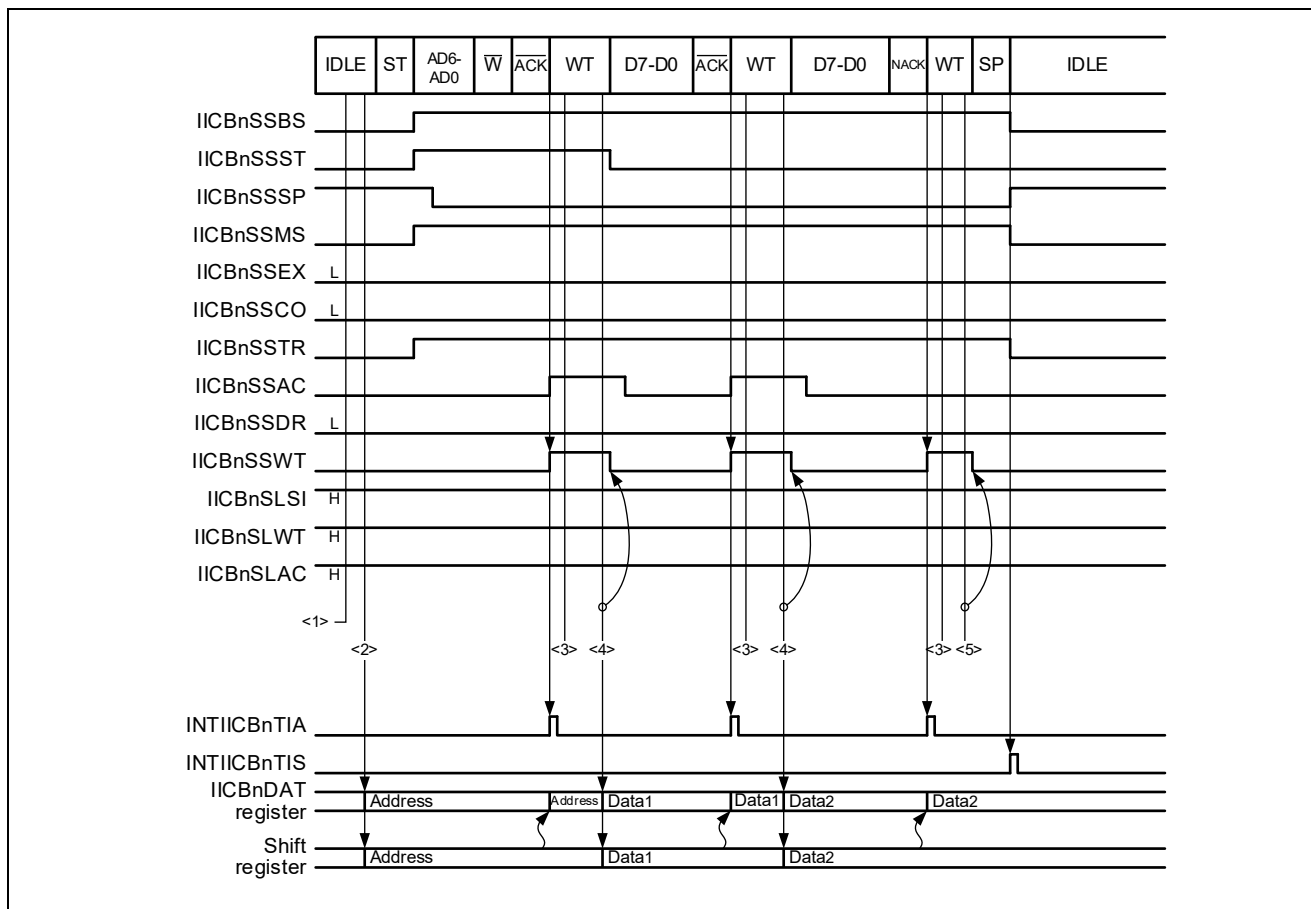 IDLE ST AD6-AD0 W ACK WT D7-D0 ACK WT D7-D0 NACK WT SP IDLE
IICBnSSBS
IICBnSSST
IICBnSSSP
IICBnSSMS
IICBnSSEX L
IICBnSSCO L
IICBnSSTR
IICBnSSAC
IICBnSSDR L
IICBnSSWT
IICBnSLSI H
IICBnSLWT H
IICBnSLAC H
<1>
<2> <3> <4> <3> <4> <3> <5>
INTIICBnTIA
INTIICBnTIS
IICBnDAT
register Address Address Data1 Data1 Data2 Data2
Shift
register Address Data1 Data2